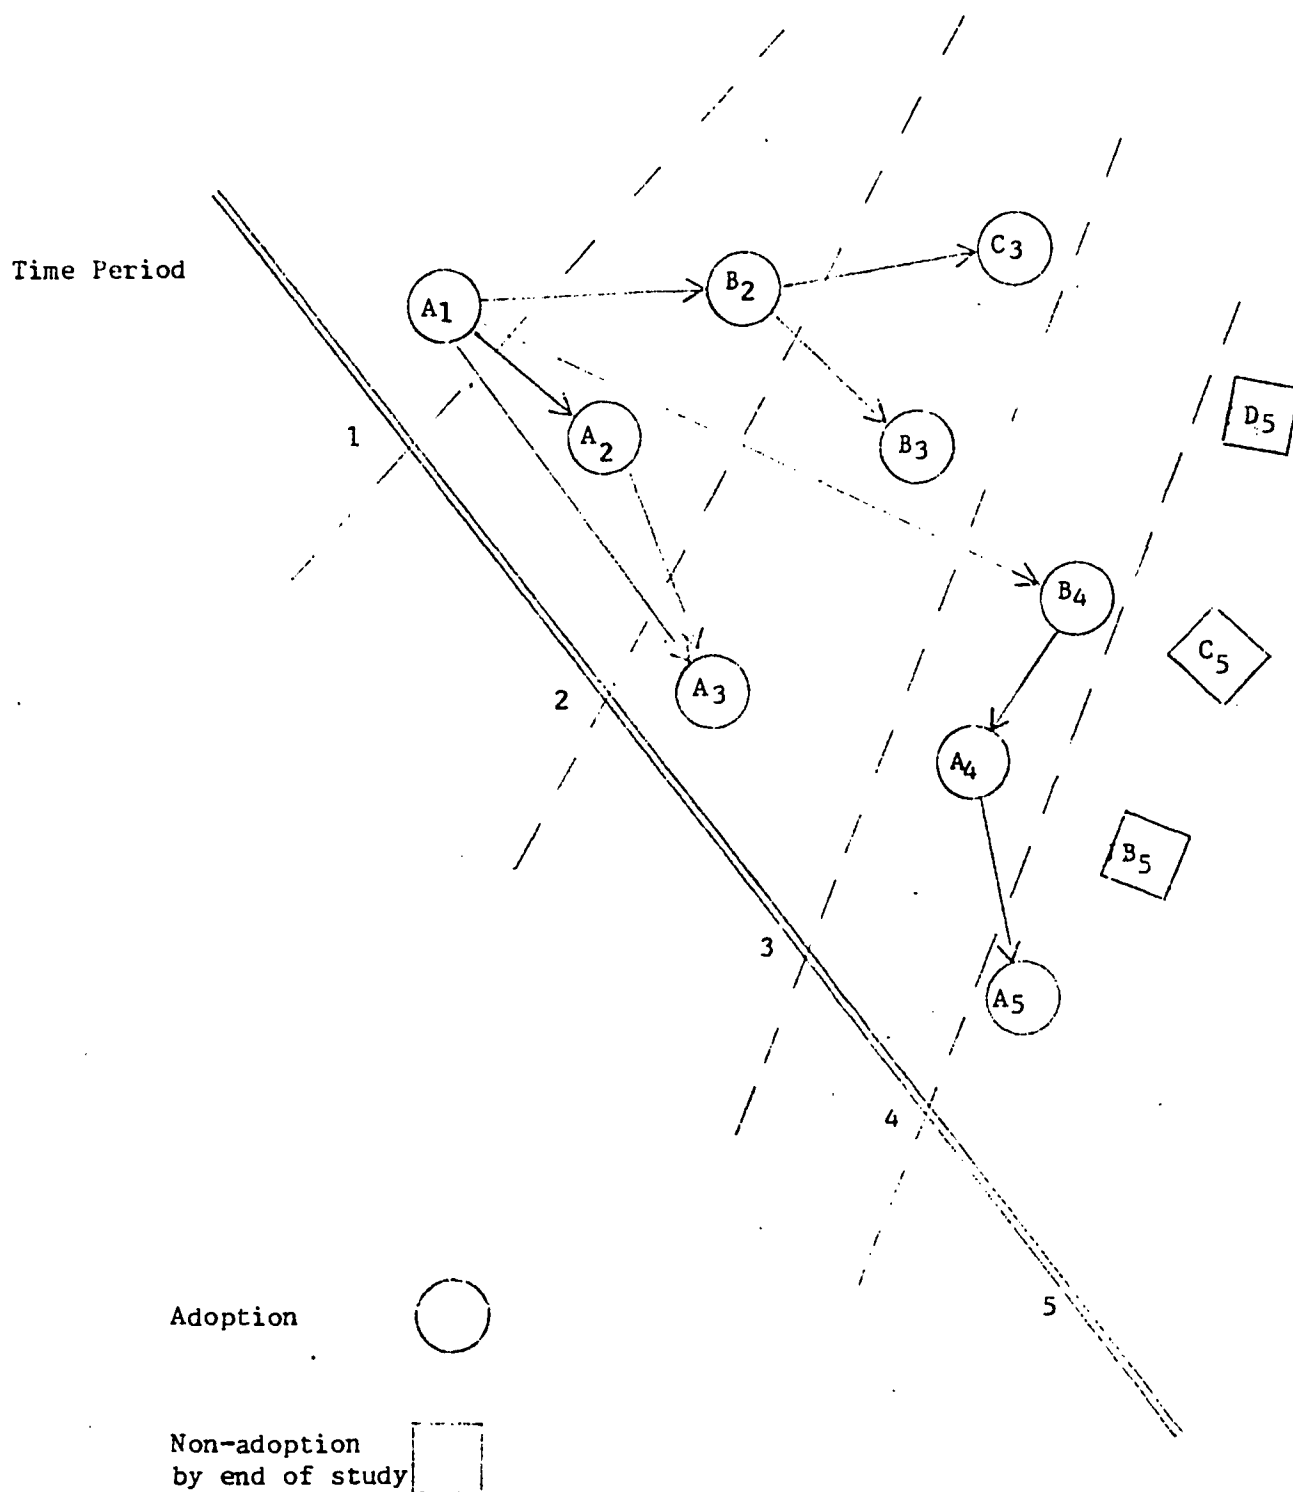 Time Period
C3
B2
A1
D5
1
A2
B3
B4
C5
2
A3
A4
B5
3
A5
4
5
Adoption
Non-adoption
by end of study